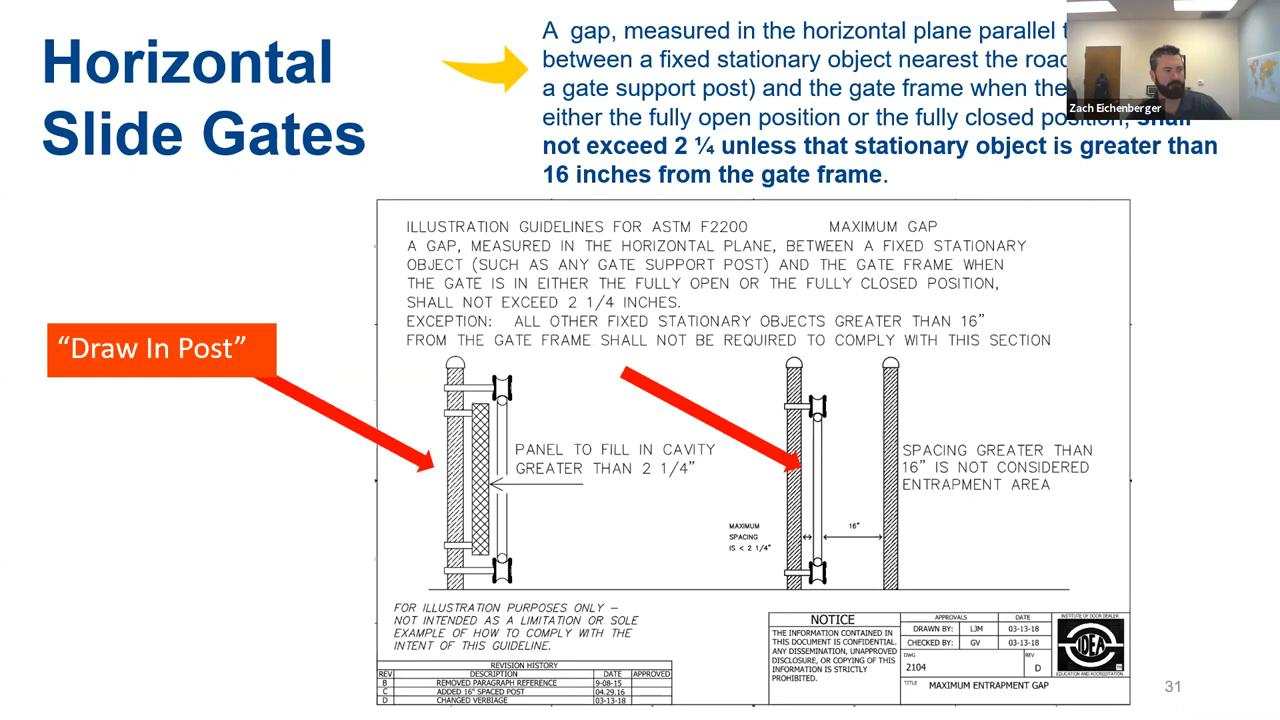 Horizontal
Slide Gates
A gap, measured in the horizontal plane parallel
between a fixed stationary object nearest the
a gate support post) and the gate frame when
either the fully open position or the fully closed position, shall
not exceed 2 ¼ unless that stationary object is greater than
16 inches from the gate frame.
Zach Eichenberger
ILLUSTRATION GUIDELINES FOR ASTM F2200 MAXIMUM GAP
A GAP, MEASURED IN THE HORIZONTAL PLANE, BETWEEN A FIXED STATIONARY
OBJECT (SUCH AS ANY GATE SUPPORT POST) AND THE GATE FRAME WHEN
THE GATE IS IN EITHER THE FULLY OPEN OR THE FULLY CLOSED POSITION,
SHALL NOT EXCEED 2 1/4 INCHES.
EXCEPTION: ALL OTHER FIXED STATIONARY OBJECTS GREATER THAN 16”
FROM THE GATE FRAME SHALL NOT BE REQUIRED TO COMPLY WITH THIS SECTION
“Draw In Post”
PANEL TO FILL IN CAVITY
GREATER THAN 2 1/4”
SPACING GREATER THAN
16” IS NOT CONSIDERED
ENTRAPMENT AREA
MAXIMUM
SPACING
IS < 2 1/4”
16”
FOR ILLUSTRATION PURPOSES ONLY –
NOT INTENDED AS A LIMITATION OR SOLE
EXAMPLE OF HOW TO COMPLY WITH THE
INTENT OF THIS GUIDELINE.
REVISION HISTORY
REV DESCRIPTION DATE APPROVED
B REMOVED PARAGRAPH REFERENCE 9-08-15
C ADDED 16" SPACED POST 04.29.16
D CHANGED VERBIAGE 03-13-18
NOTICE
THE INFORMATION CONTAINED IN
THIS DOCUMENT IS CONFIDENTIAL.
ANY DISSEMINATION, UNAPPROVED
DISCLOSURE, OR COPYING OF THIS
INFORMATION IS STRICTLY
PROHIBITED.
APPROVALS DATE
DRAWN BY: LJM 03-13-18
CHECKED BY: GV 03-13-18
DWG
2104
REV
D
TITLE
MAXIMUM ENTRAPMENT GAP
INSTITUTE OF DOOR DEALER
IDEA
EDUCATION AND ACCREDITATION
31